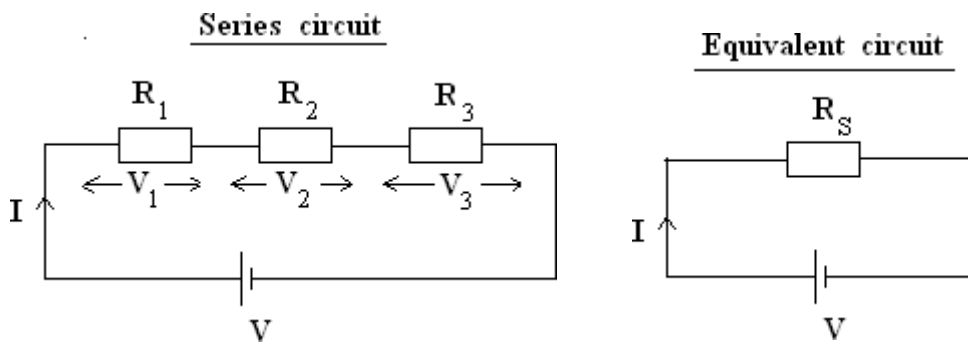 Series circuit
R1 R2 R3
V1 V2 V3
I
V
Equivalent circuit
RS
I
V